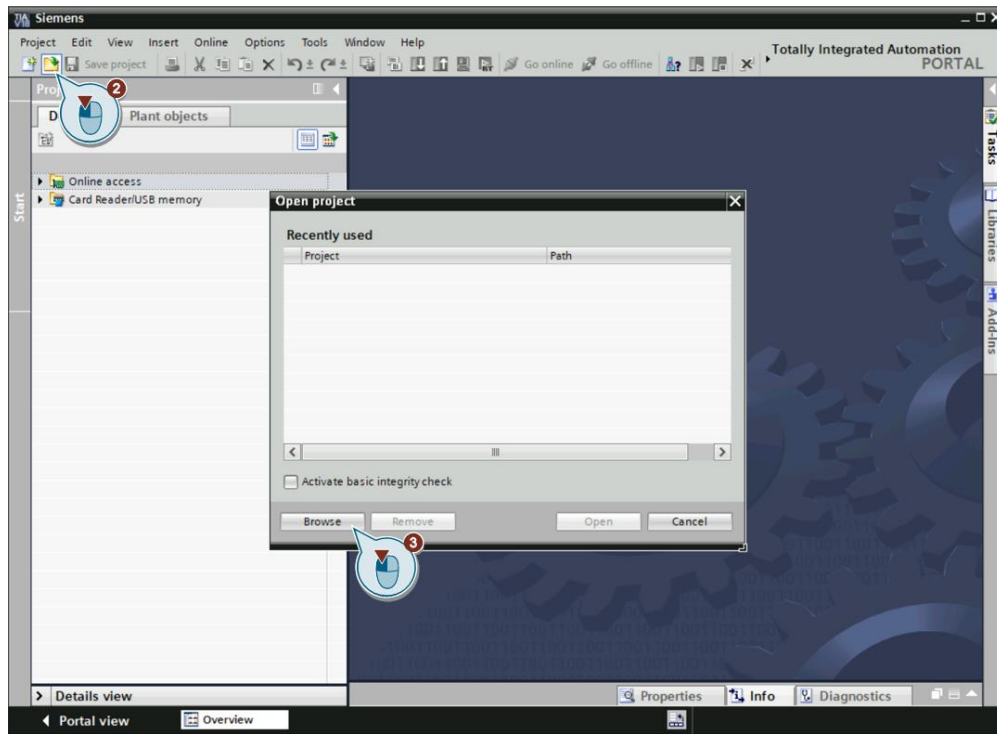 Siemens
Project Edit View Insert Online Options Tools Window Help
Totally Integrated Automation
PORTAL
Save project
Go online
Go offline
2
Plant objects
Online access
Card Reader/USB memory
Start
Tasks
Libraries
Add-Ins
Open project
Recently used
Project Path
Activate basic integrity check
Browse Remove Open Cancel
3
Details view
Properties Info Diagnostics
Portal view
Overview